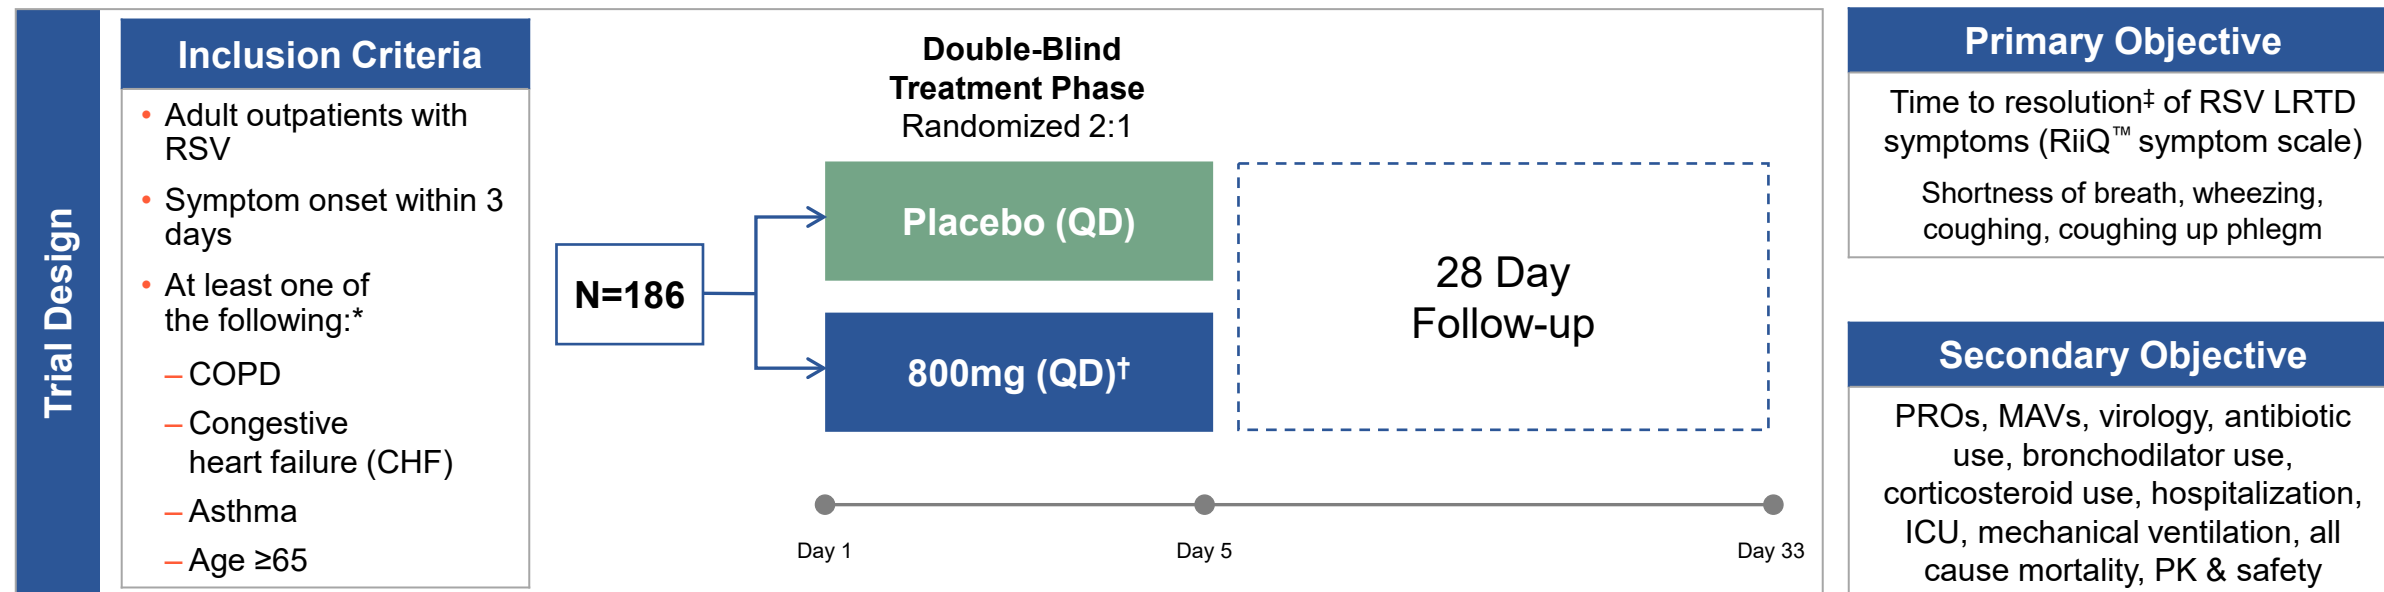 Trial Design
Inclusion Criteria
• Adult outpatients with
RSV
• Symptom onset within 3
days
• At least one of
the following:*
– COPD
– Congestive
heart failure (CHF)
– Asthma
– Age ≥65
N=186
Double-Blind
Treatment Phase
Randomized 2:1
Placebo (QD)
800mg (QD)†
28 Day
Follow-up
Day 1
Day 5
Day 33
Primary Objective
Time to resolution‡ of RSV LRTD
symptoms (RiiQ™ symptom scale)
Shortness of breath, wheezing,
coughing, coughing up phlegm
Secondary Objective
PROs, MAVs, virology, antibiotic
use, bronchodilator use,
corticosteroid use, hospitalization,
ICU, mechanical ventilation, all
cause mortality, PK & safety